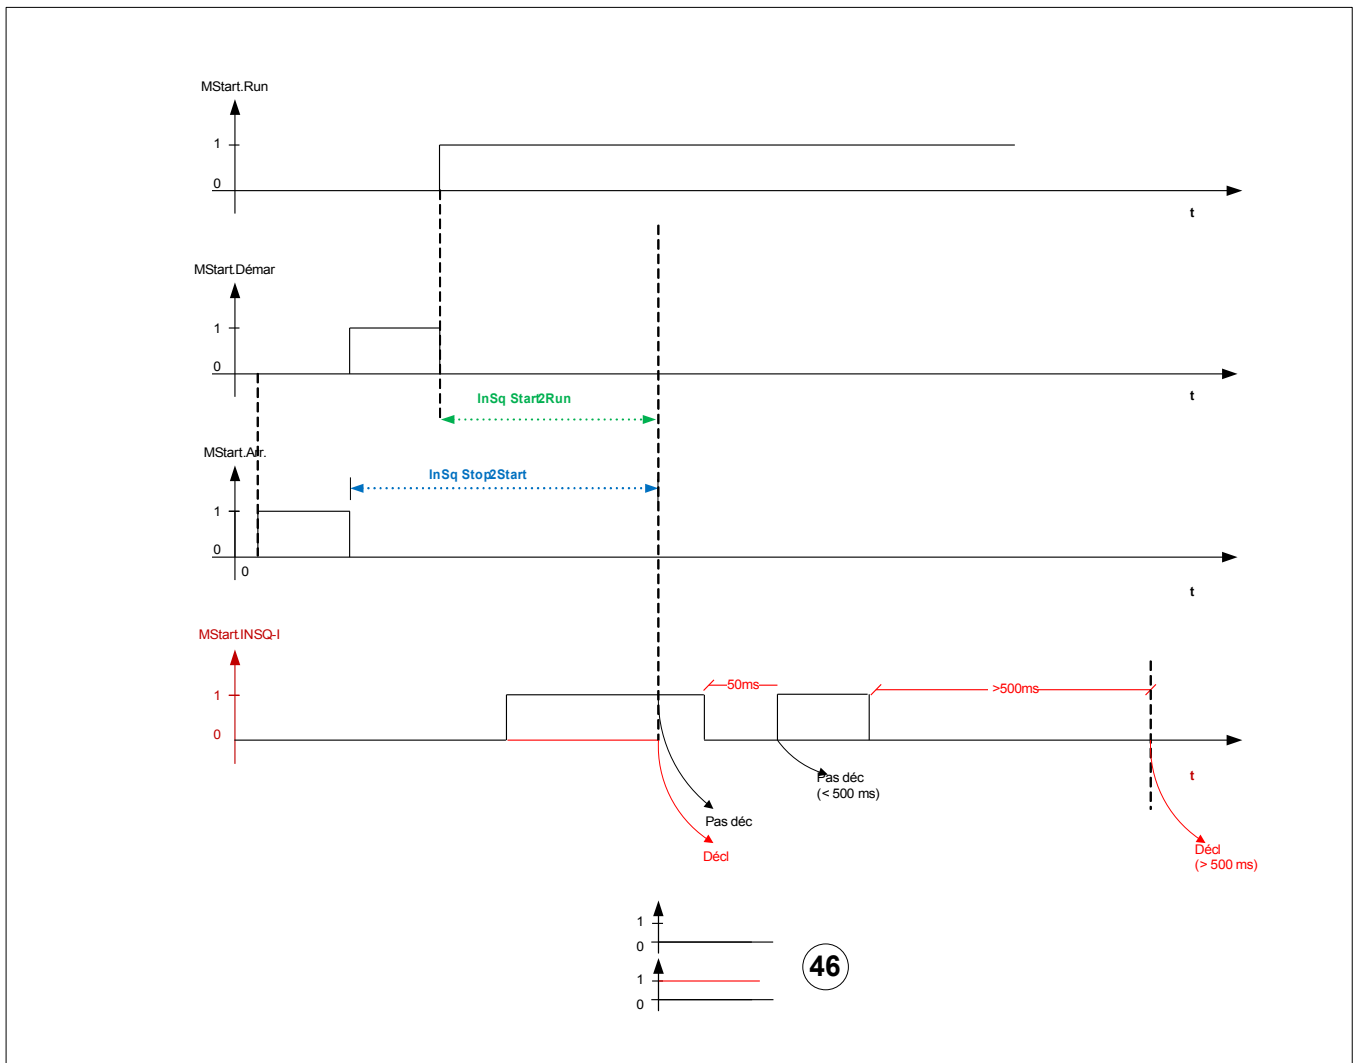 MStart.Run
1
0
t
MStart.Démar
1
0
t
InSq Start2Run
MStart.Arr.
InSq Stop2Start
1
0
0
t
MStart.INSQ-I
50ms
>500ms
1
0
t
Pas déc
(< 500 ms)
Pas déc
Décl
Décl
(> 500 ms)
1
0
46
1
0